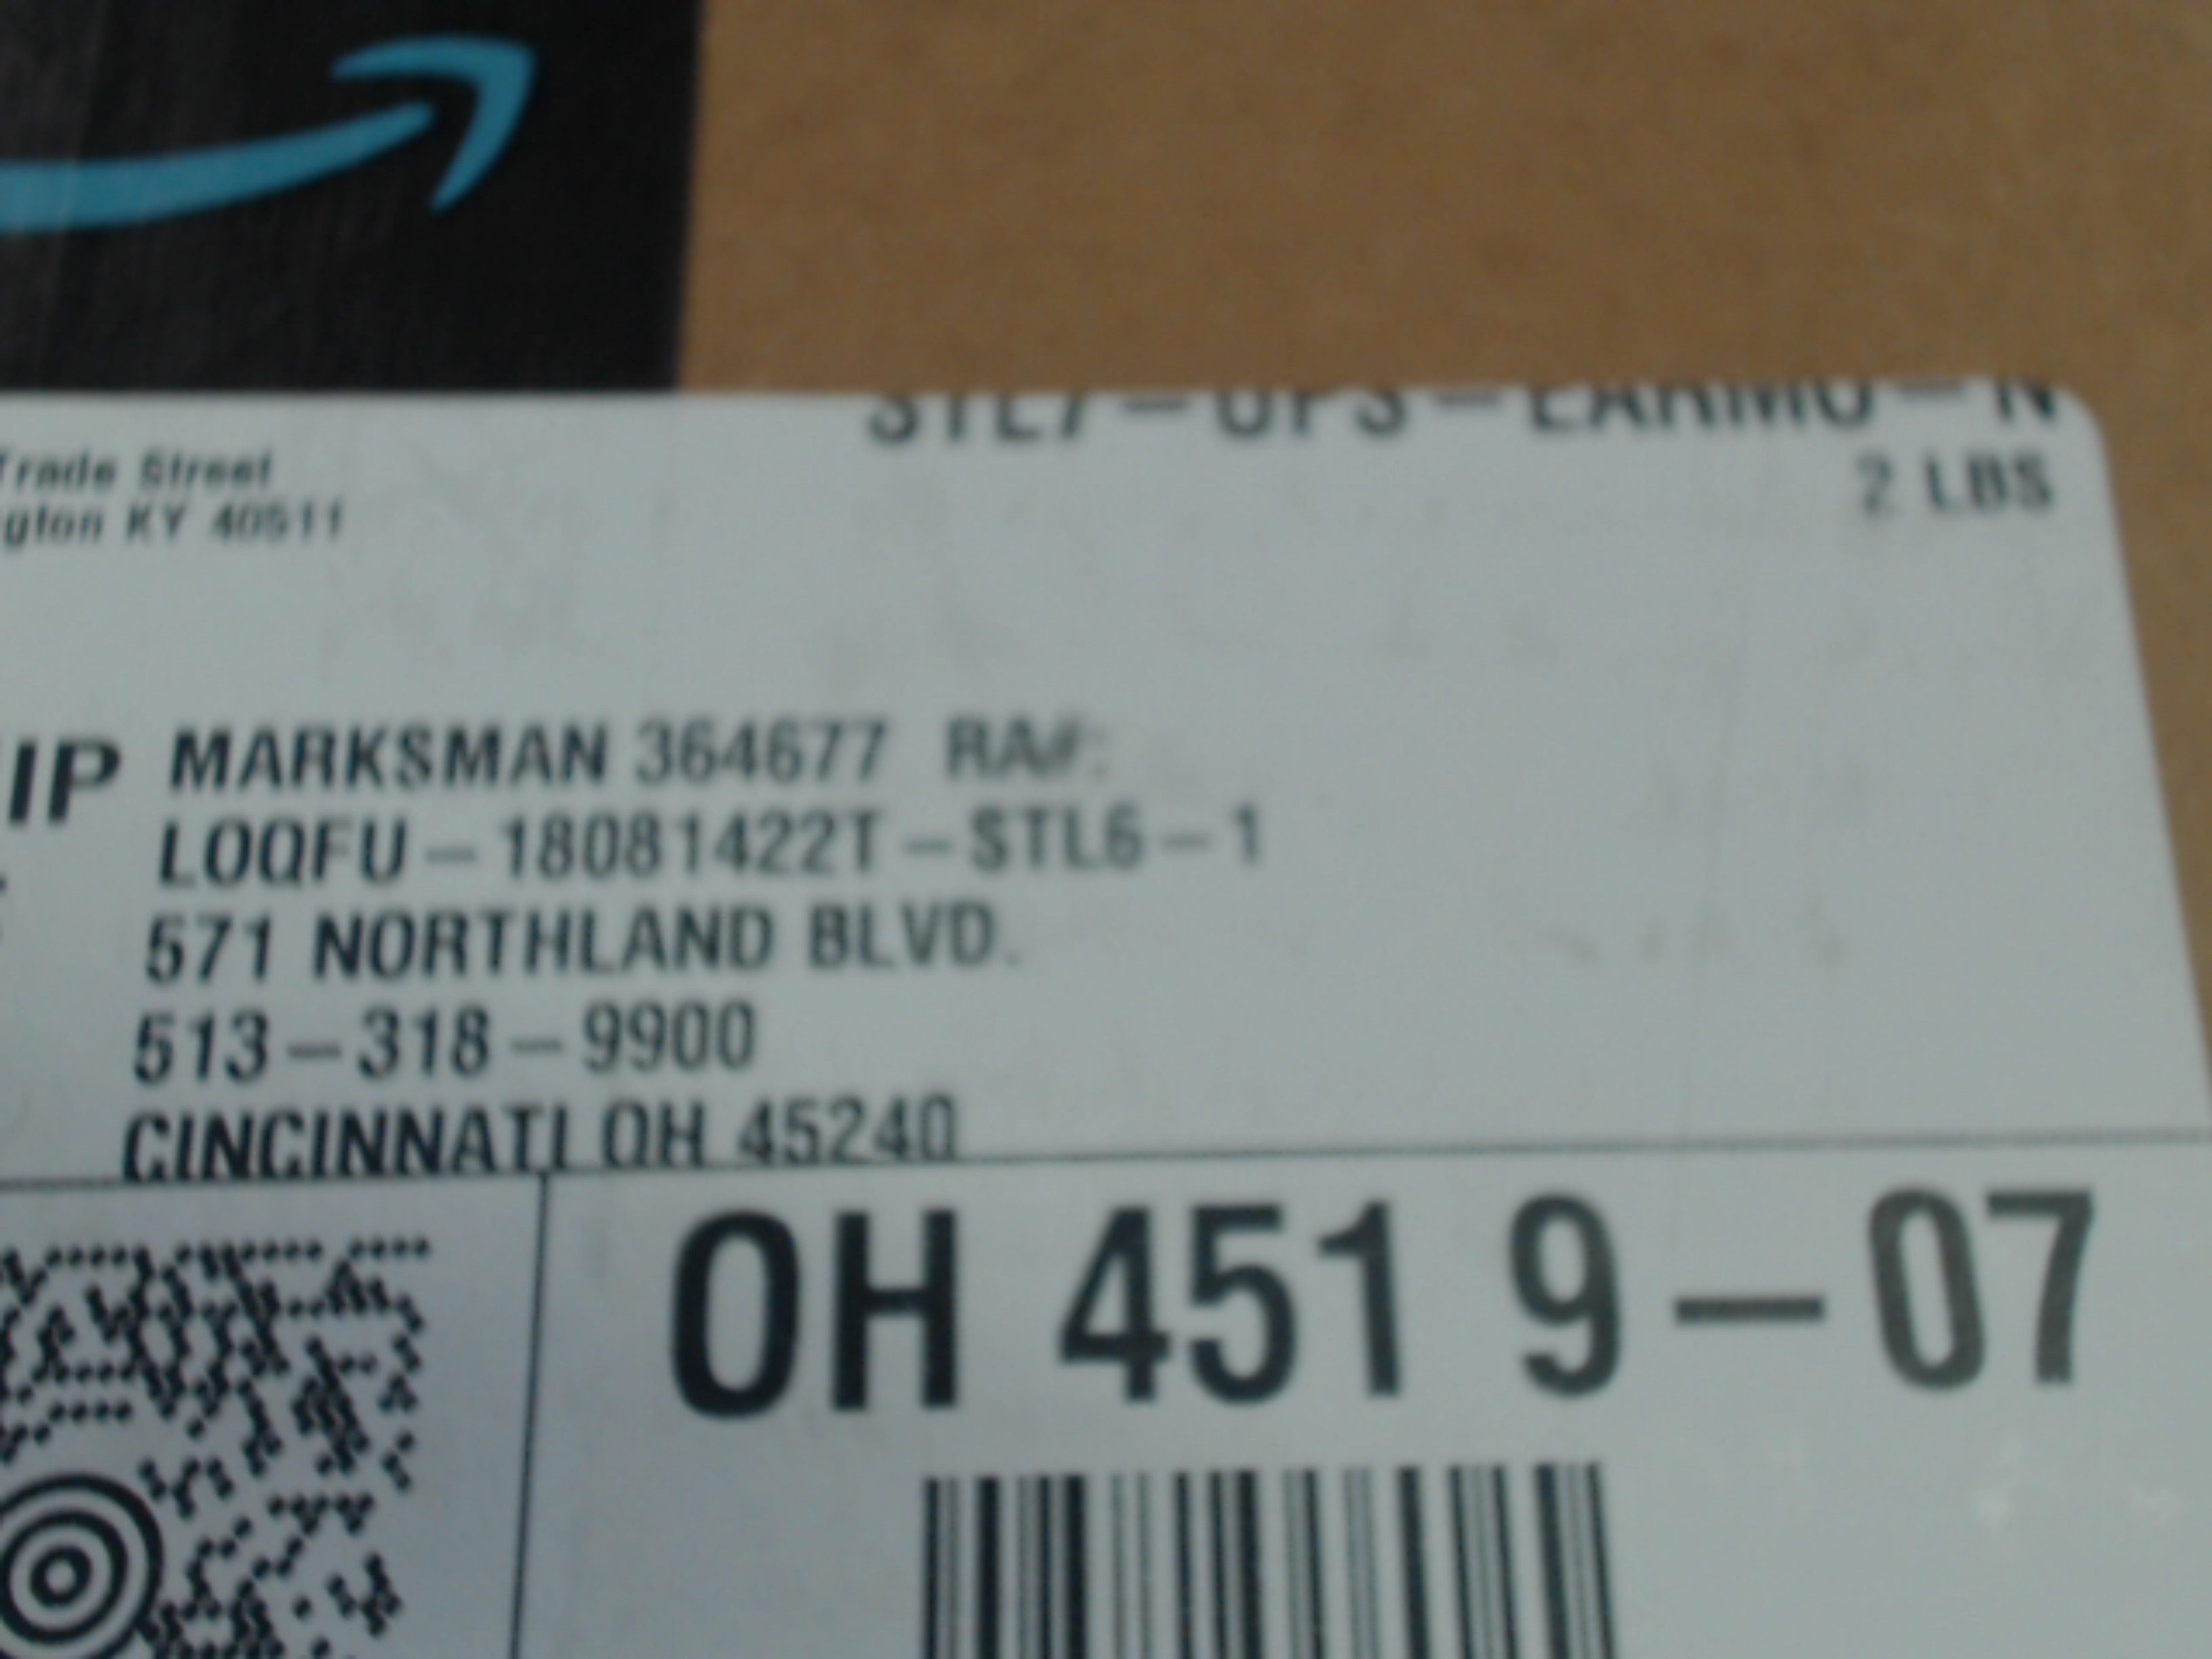 2 LBS
Trade Street
KY 40511
IP MARKSMAN 364677 RA#:
LOQFU-18081422T-STL6-1
571 NORTHLAND BLVD.
513-318-9900
CINCINNATI OH 45240
OH 451 9-07